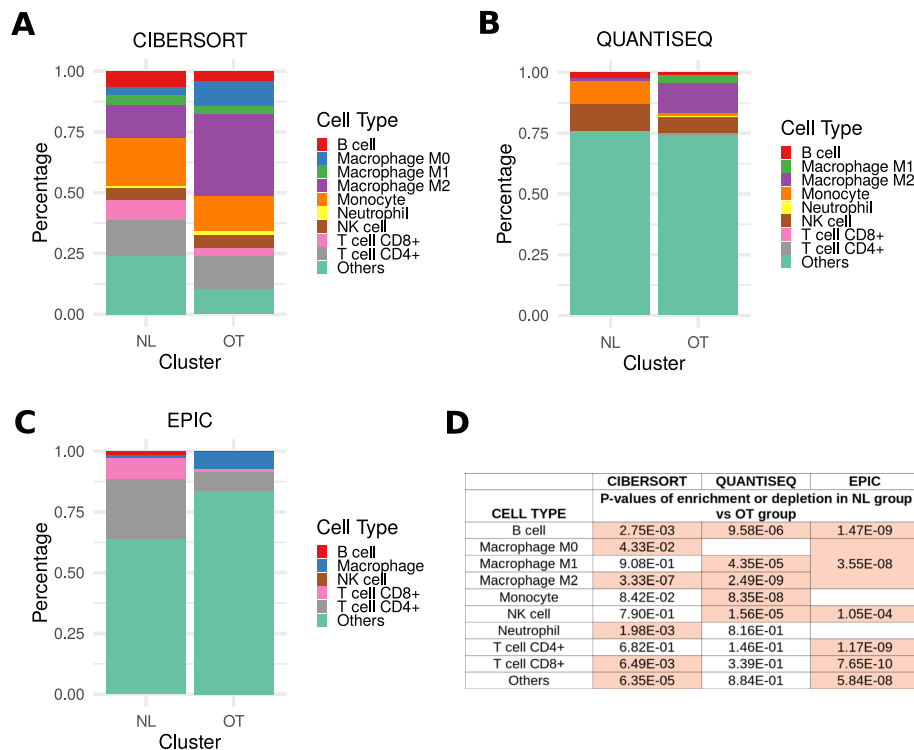 A
CIBERSORT
Percentage
1.00
0.75
0.50
0.25
0.00
NL
OT
Cluster
Cell Type
B cell
Macrophage M0
Macrophage M1
Macrophage M2
Monocyte
Neutrophil
NK cell
T cell CD8+
T cell CD4+
Others
B
QUANTISEQ
Percentage
1.00
0.75
0.50
0.25
0.00
NL
OT
Cluster
Cell Type
B cell
Macrophage M1
Macrophage M2
Monocyte
Neutrophil
NK cell
T cell CD8+
T cell CD4+
Others
C
EPIC
Percentage
1.00
0.75
0.50
0.25
0.00
NL
OT
Cluster
Cell Type
B cell
Macrophage
NK cell
T cell CD8+
T cell CD4+
Others
D
CIBERSORT QUANTISEQ EPIC
CELL TYPE
P-values of enrichment or depletion in NL group
vs OT group
B cell 2.75E-03 9.58E-06 1.47E-09
Macrophage M0 4.33E-02
Macrophage M1 9.08E-01 4.35E-05 3.55E-08
Macrophage M2 3.33E-07 2.49E-09
Monocyte 8.42E-02 8.35E-08
NK cell 7.90E-01 1.56E-05 1.05E-04
Neutrophil 1.98E-03 8.16E-01
T cell CD4+ 6.82E-01 1.46E-01 1.17E-09
T cell CD8+ 6.49E-03 3.39E-01 7.65E-10
Others 6.35E-05 8.84E-01 5.84E-08